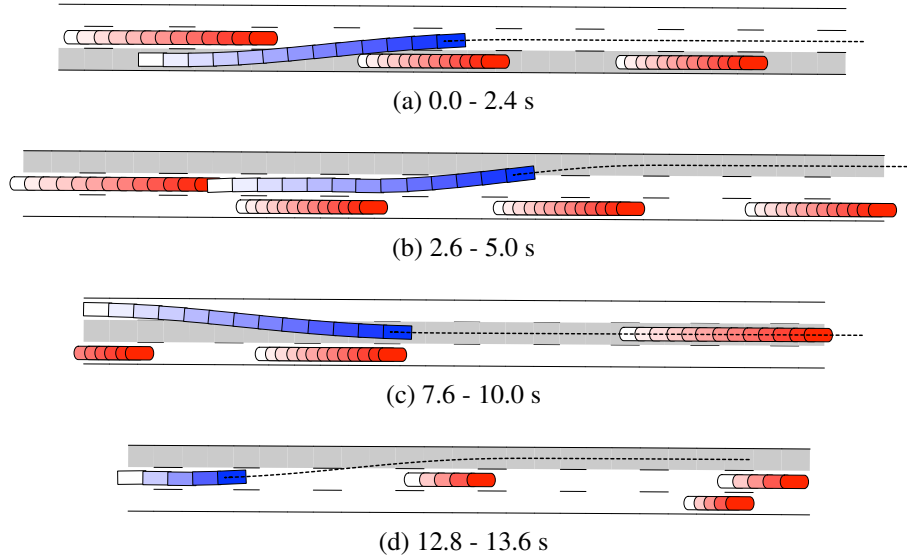 (a) 0.0 - 2.4 s
(b) 2.6 - 5.0 s
(c) 7.6 - 10.0 s
(d) 12.8 - 13.6 s